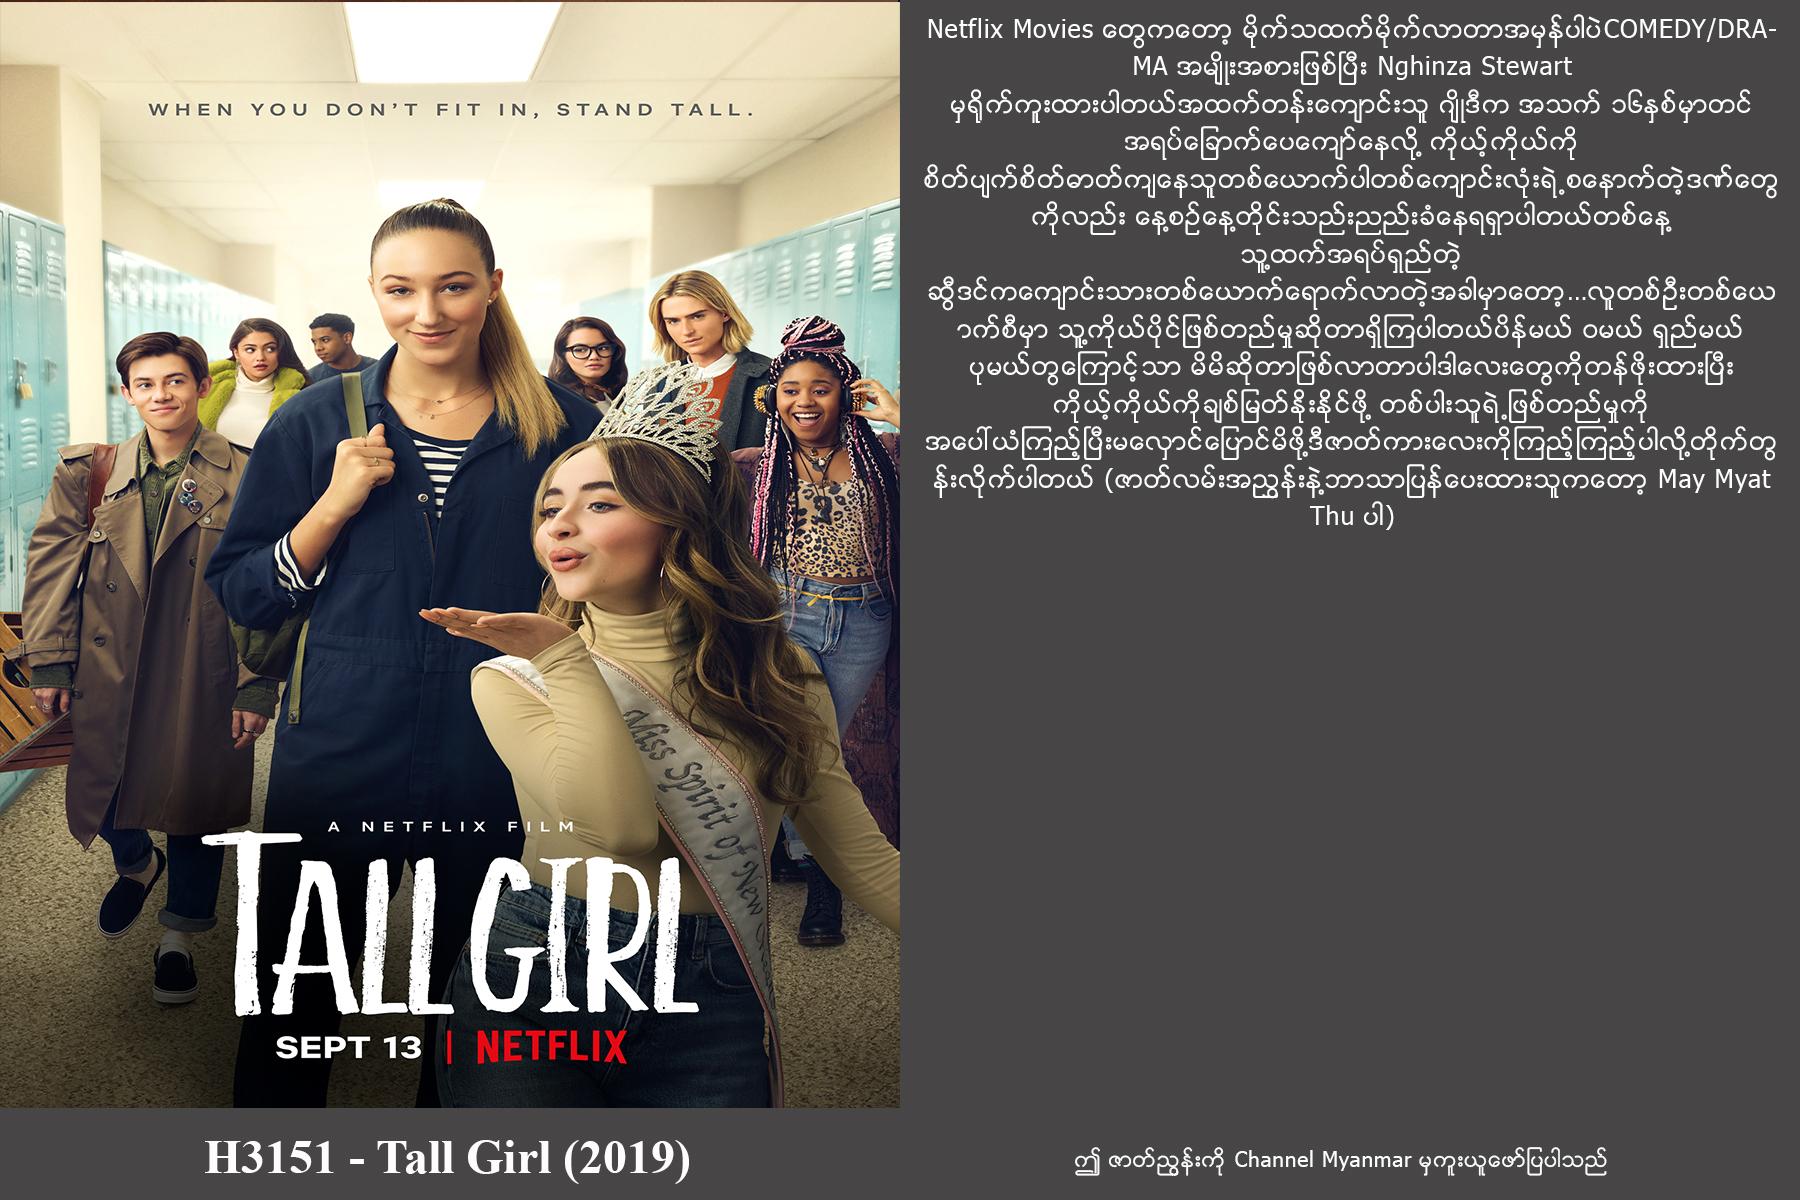 WHEN YOU DON'T FIT IN, STAND TALL.
Miss Spirit of New
A NETFLIX FILM
TALL GIRL
SEPT 13 | NETFLIX
H3151 - Tall Girl (2019)
Netflix Movies တွေကတော့ မိုက်သထက်မိုက်လာတာအမှန်ပါပဲCOMEDY/DRA-
MA အမျိုးအစားဖြစ်ပြီး Nghinza Stewart
မှရိုက်ကူးထားပါတယ်အထက်တန်းကျောင်းသူ ဂျိုဒီက အသက် ၁၆နှစ်မှာတင်
အရပ်ခြောက်ပေကျော်နေလို့ ကိုယ့်ကိုယ်ကို
စိတ်ပျက်စိတ်ဓာတ်ကျနေသူတစ်ယောက်ပါတစ်ကျောင်းလုံးရဲ့စနောက်တဲ့ဒဏ်တွေ
ကိုလည်း နေ့စဉ်နေ့တိုင်းသည်းညည်းခံနေရရှာပါတယ်တစ်နေ့
သူ့ထက်အရပ်ရှည်တဲ့
ဆွီဒင်ကကျောင်းသားတစ်ယောက်ရောက်လာတဲ့အခါမှာတော့...လူတစ်ဦးတစ်ယေ
ာက်စီမှာ သူ့ကိုယ်ပိုင်ဖြစ်တည်မှုဆိုတာရှိကြပါတယ်ပိန်မယ် ဝမယ် ရှည်မယ်
ပုမယ်တွကြောင့်သာ မိမိဆိုတာဖြစ်လာတာပါဒါလေးတွေကိုတန်ဖိုးထားပြီး
ကိုယ့်ကိုယ်ကိုချစ်မြတ်နိုးနိုင်ဖို့ တစ်ပါးသူရဲ့ဖြစ်တည်မှုကို
အပေါ်ယံကြည့်ပြီးမလှောင်ပြောင်မိဖို့ဒီဇာတ်ကားလေးကိုကြည့်ကြည့်ပါလို့တိုက်တွ
န်းလိုက်ပါတယ် (ဇာတ်လမ်းအညွှန်းနဲ့ဘာသာပြန်ပေးထားသူကတော့ May Myat
Thu ပါ)
ဤ ဇာတ်ညွှန်းကို Channel Myanmar မှကူးယူဖော်ပြပါသည်